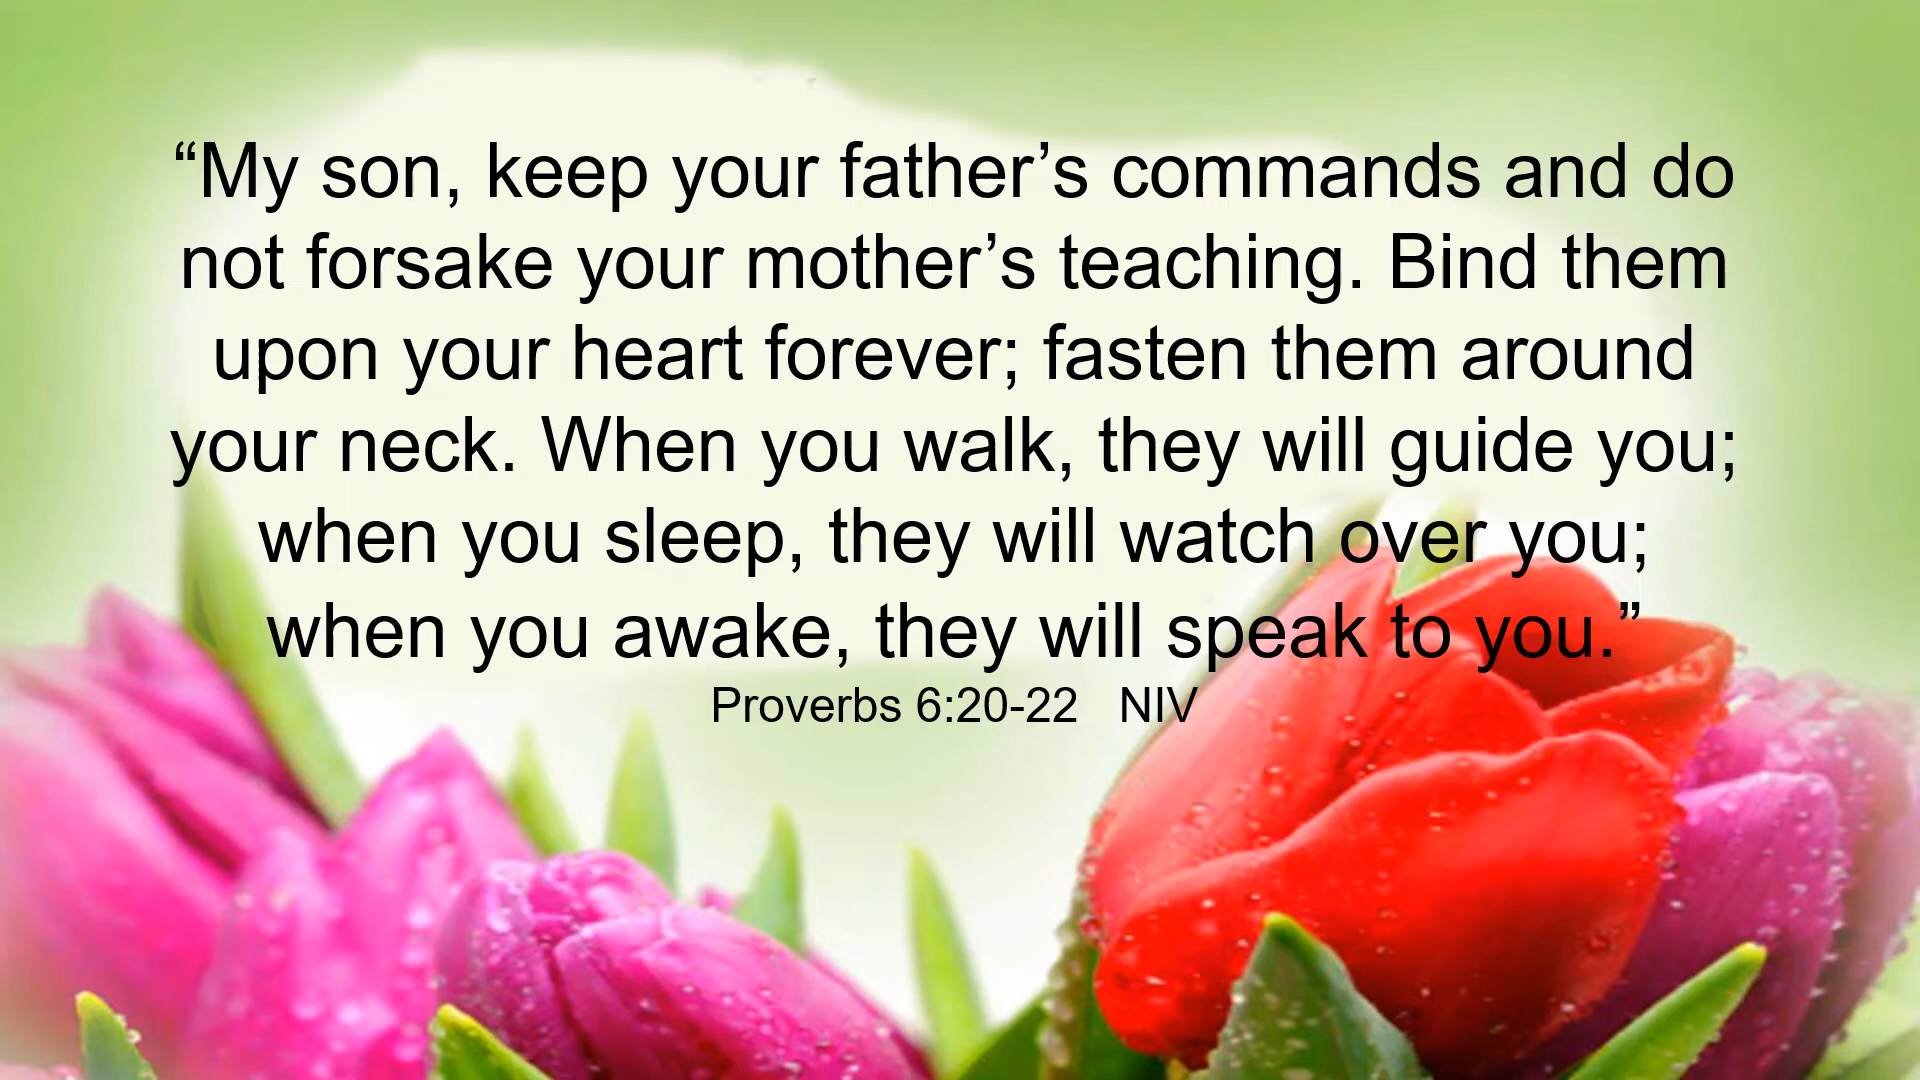 “My son, keep your father’s commands and do
not forsake your mother’s teaching. Bind them
upon your heart forever; fasten them around
your neck. When you walk, they will guide you;
when you sleep, they will watch over you;
when you awake, they will speak to you.”
Proverbs 6:20-22 NIV